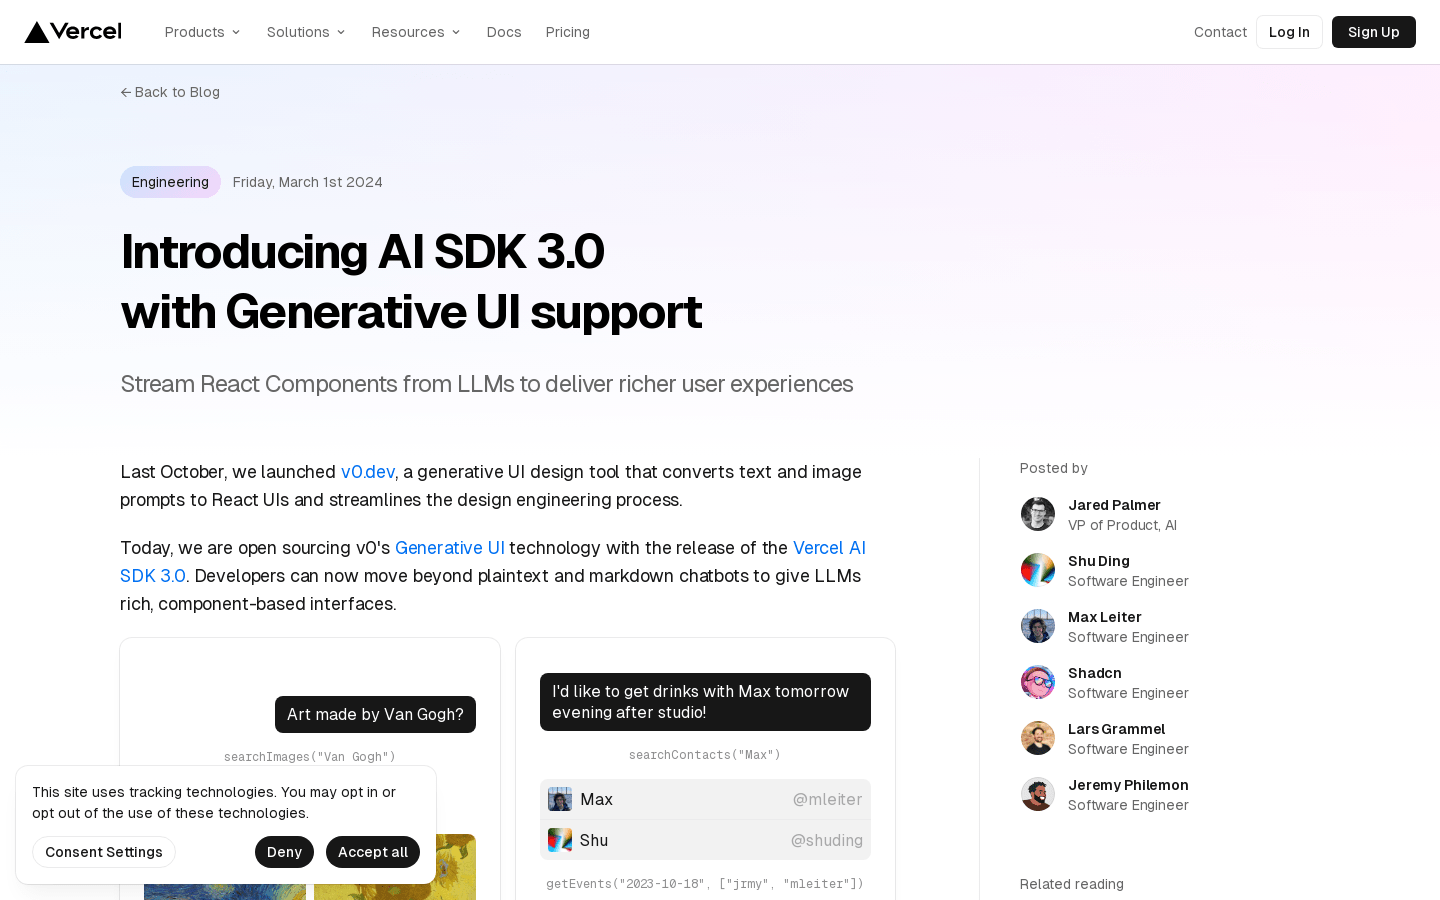 Vercel
Products
Solutions
Resources
Docs
Pricing
Contact
Log In
Sign Up
← Back to Blog
Engineering
Friday, March 1st 2024
Introducing AI SDK 3.0
with Generative UI support
Stream React Components from LLMs to deliver richer user experiences
Last October, we launched v0.dev, a generative UI design tool that converts text and image
prompts to React UIs and streamlines the design engineering process.
Today, we are open sourcing v0's Generative UI technology with the release of the Vercel AI
SDK 3.0. Developers can now move beyond plaintext and markdown chatbots to give LLMs
rich, component-based interfaces.
Art made by Van Gogh?
searchImages("Van Gogh")
I'd like to get drinks with Max tomorrow
evening after studio!
searchContacts("Max")
Max
@mleiter
Shu
@shuding
getEvents("2023-10-18", ["jrmy", "mleiter"])
Posted by
Jared Palmer
VP of Product, AI
Shu Ding
Software Engineer
Max Leiter
Software Engineer
Shadcn
Software Engineer
Lars Grammel
Software Engineer
Jeremy Philemon
Software Engineer
Related reading
This site uses tracking technologies. You may opt in or
opt out of the use of these technologies.
Consent Settings
Deny
Accept all